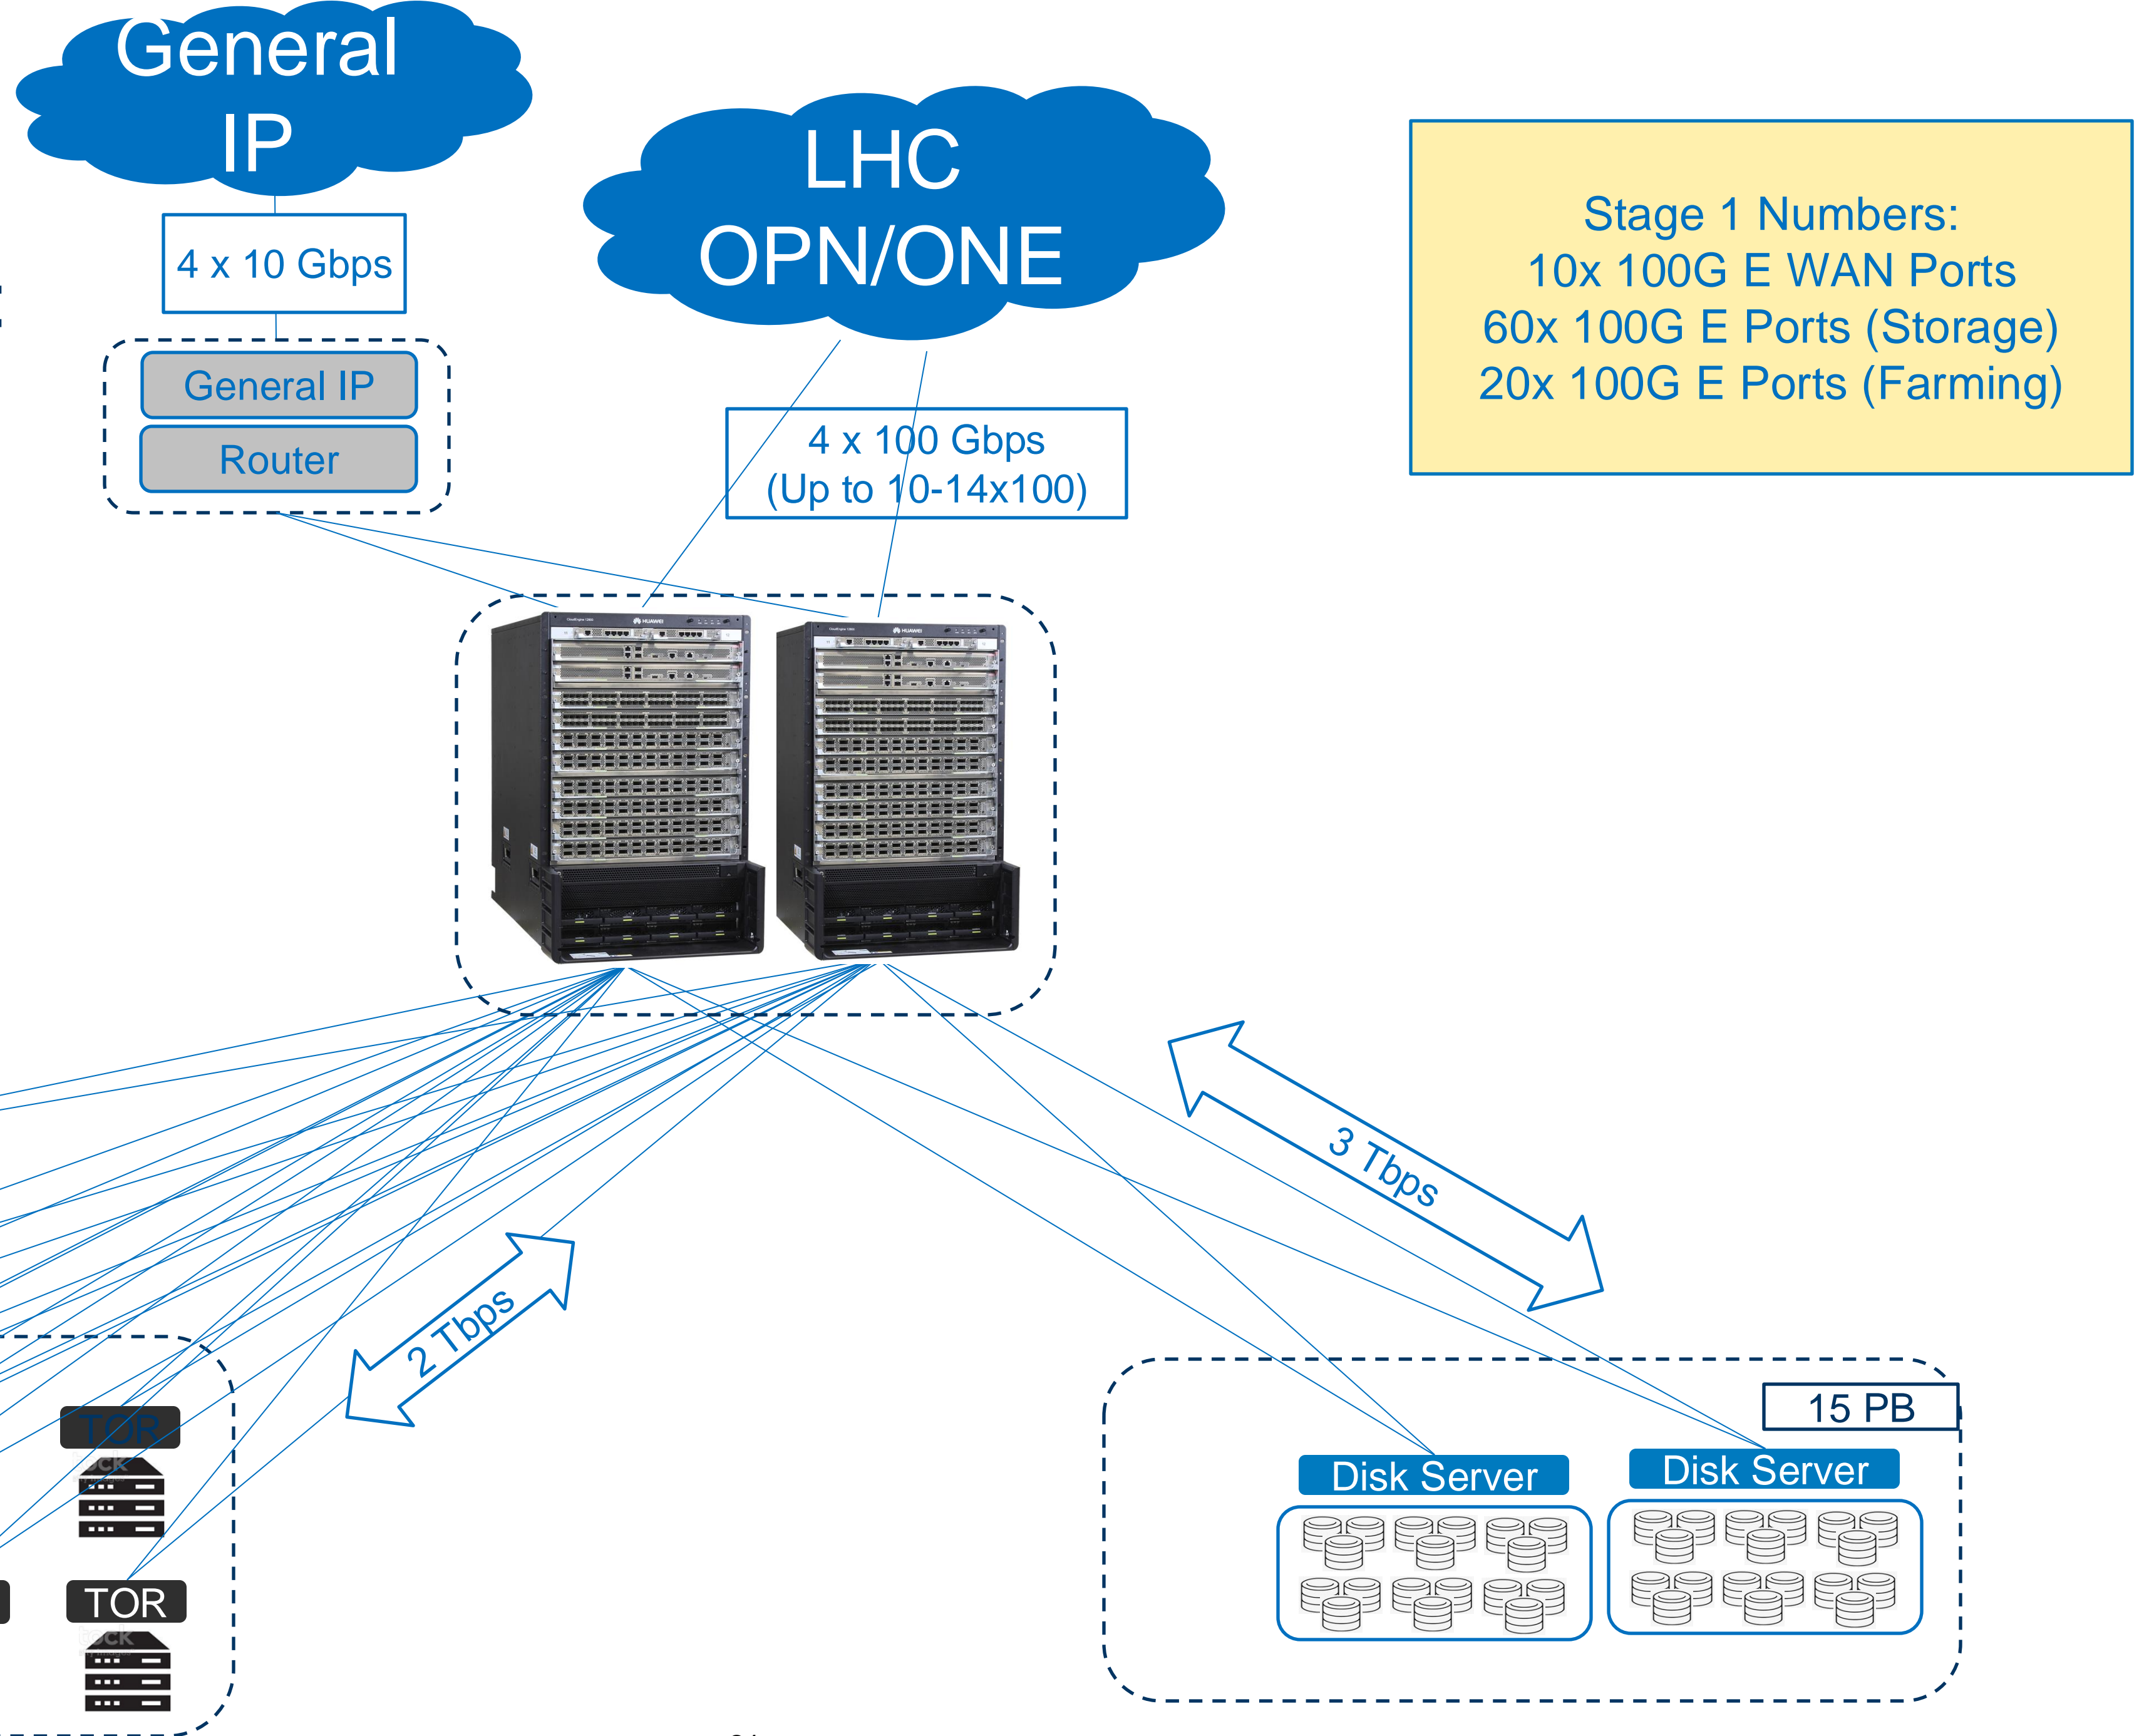 General
IP
LHC
OPN/ONE
4 x 10 Gbps
Stage 1 Numbers:
10x 100G E WAN Ports
60x 100G E Ports (Storage)
20x 100G E Ports (Farming)
General IP
Router
4 x 100 Gbps
(Up to 10-14x100)
HUAWEI
HUAWEI
3 Tbps
2 Tbps
15 PB
TOR
Disk Server
Disk Server
TOR